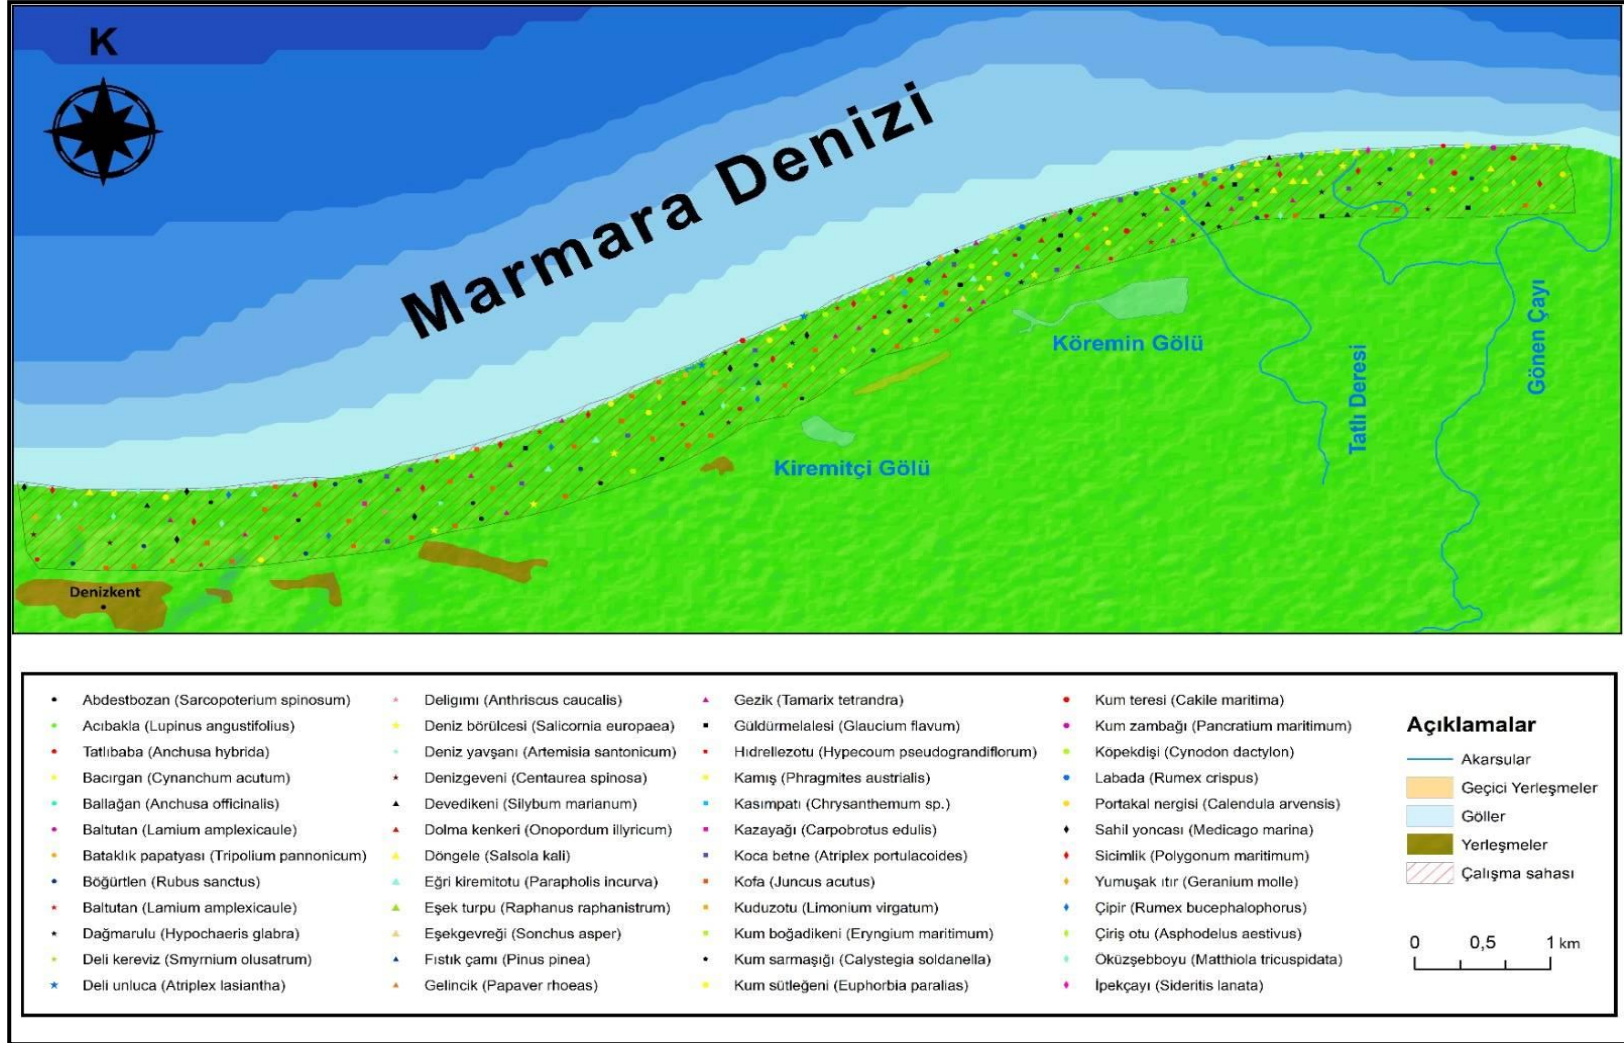 K
Marmara Denizi
Köremin Gölü
Kiremitçi Gölü
Tatlı Deresi
Gönen Çayı
Denizkent
Abdestbozan (Sarcopoterium spinosum)
Acıbakla (Lupinus angustifolius)
Tatlıbaba (Anchusa hybrida)
Bacırgan (Cynanchum acutum)
Ballağan (Anchusa officinalis)
Baltutan (Lamium amplexicaule)
Bataklık papatyası (Tripolium pannonicum)
Böğürtlen (Rubus sanctus)
Baltutan (Lamium amplexicaule)
Dağmarulu (Hypochaeris glabra)
Deli kereviz (Smyrnium olusatrum)
Deli unluca (Atriplex lasiantha)
Deligımı (Anthriscus caucalis)
Deniz börülcesi (Salicornia europaea)
Deniz yavşanı (Artemisia santonicum)
Denizgeveni (Centaurea spinosa)
Devedikeni (Silybum marianum)
Dolma kenkeri (Onopordum illyricum)
Döngele (Salsola kali)
Eğri kiremitotu (Parapholis incurva)
Eşek turpu (Raphanus raphanistrum)
Eşekgevreği (Sonchus asper)
Fıstık çamı (Pinus pinea)
Gelincik (Papaver rhoeas)
Gezik (Tamarix tetrandra)
Güldürmelalesi (Glaucium flavum)
Hıdrellezotu (Hypecoum pseudograndiflorum)
Kamış (Phragmites austrialis)
Kasımpatı (Chrysanthemum sp.)
Kazayağı (Carpobrotus edulis)
Koca betne (Atriplex portulacoides)
Kofa (Juncus acutus)
Kuduzotu (Limonium virgatum)
Kum boğadikeni (Eryngium maritimum)
Kum sarmaşığı (Calystegia soldanella)
Kum sütleğeni (Euphorbia paralias)
Kum teresi (Cakile maritima)
Kum zambağı (Pancratium maritimum)
Köpekdişi (Cynodon dactylon)
Labada (Rumex crispus)
Portakal nergisi (Calendula arvensis)
Sahil yoncası (Medicago marina)
Sicimlik (Polygonum maritimum)
Yumuşak ıtır (Geranium molle)
Çipir (Rumex bucephalophorus)
Çiriş otu (Asphodelus aestivus)
Öküzşebboyu (Matthiola tricuspidata)
İpekçayı (Sideritis lanata)
Açıklamalar
Akarsular
Geçici Yerleşmeler
Göller
Yerleşmeler
Çalışma sahası
0 0,5 1 km